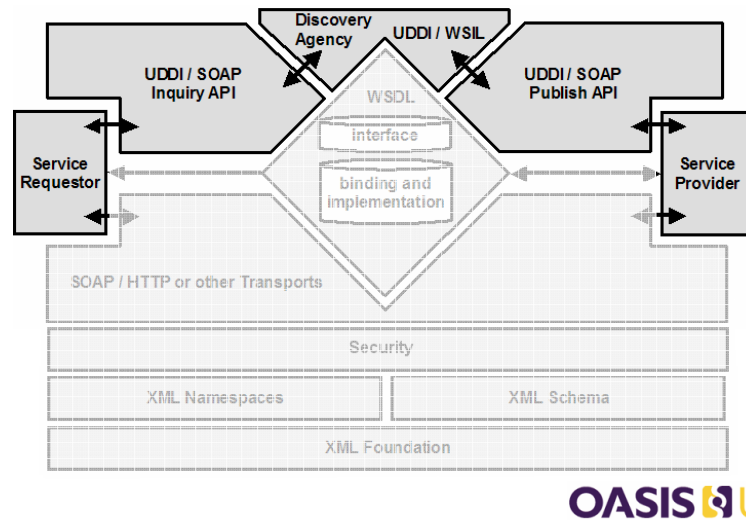 Discovery
Agency
UDDI / WSIL
UDDI / SOAP
Inquiry API
UDDI / SOAP
Publish API
WSDL
interface
Service
Requestor
binding and
implementation
Service
Provider
SOAP / HTTP or other Transports
Security
XML Namespaces
XML Schema
XML Foundation
OASIS